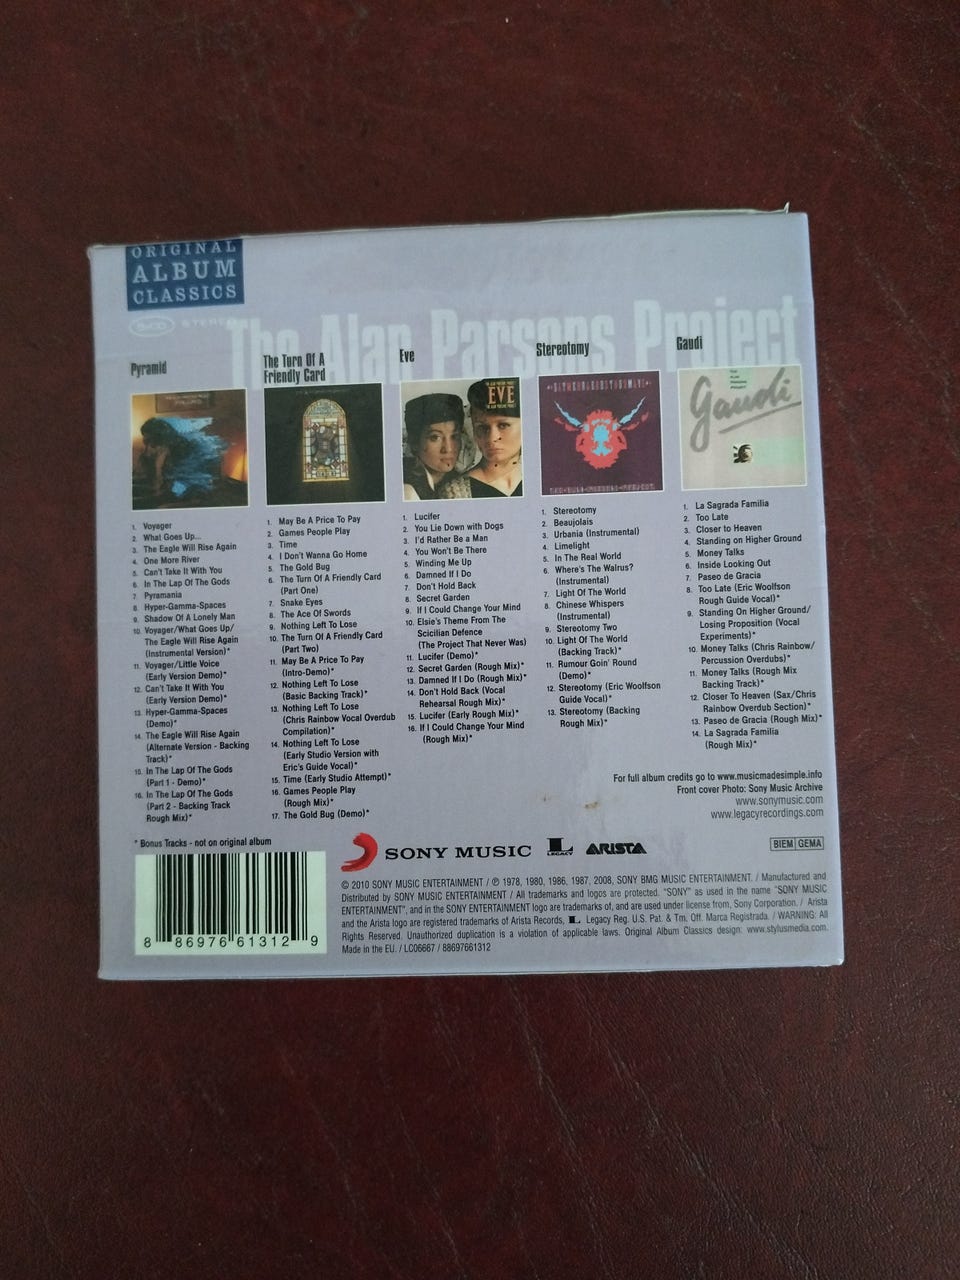 ORIGINAL
ALBUM
CLASSICS
5xCD STEREO
The Alan Parsons Project
Pyramid
1. Voyager
2. What Goes Up...
3. The Eagle Will Rise Again
4. One More River
5. Can't Take It With You
6. In The Lap Of The Gods
7. Pyramania
8. Hyper-Gamma-Spaces
9. Shadow Of A Lonely Man
10. Voyager/What Goes Up/
The Eagle Will Rise Again
(Instrumental Version)*
11. Voyager/Little Voice
(Early Version Demo)*
12. Can't Take It With You
(Early Version Demo)*
13. Hyper-Gamma-Spaces
(Demo)*
14. The Eagle Will Rise Again
(Alternate Version - Backing
Track)*
15. In The Lap Of The Gods
(Part 1 - Demo)*
16. In The Lap Of The Gods
(Part 2 - Backing Track
Rough Mix)*
The Turn Of A
Friendly Card
1. May Be A Price To Pay
2. Games People Play
3. Time
4. I Don't Wanna Go Home
5. The Gold Bug
6. The Turn Of A Friendly Card
(Part One)
7. Snake Eyes
8. The Ace Of Swords
9. Nothing Left To Lose
10. The Turn Of A Friendly Card
(Part Two)
11. May Be A Price To Pay
(Intro-Demo)*
12. Nothing Left To Lose
(Basic Backing Track)*
13. Nothing Left To Lose
(Chris Rainbow Vocal Overdub
Compilation)*
14. Nothing Left To Lose
(Early Studio Version with
Eric's Guide Vocal)*
15. Time (Early Studio Attempt)*
16. Games People Play
(Rough Mix)*
17. The Gold Bug (Demo)*
Eve
EVE
1. Lucifer
2. You Lie Down with Dogs
3. I'd Rather Be a Man
4. You Won't Be There
5. Winding Me Up
6. Damned If I Do
7. Don't Hold Back
8. Secret Garden
9. If I Could Change Your Mind
10. Elsie's Theme From The
Scicilian Defence
(The Project That Never Was)
11. Lucifer (Demo)*
12. Secret Garden (Rough Mix)*
13. Damned If I Do (Rough Mix)*
14. Don't Hold Back (Vocal
Rehearsal Rough Mix)*
15. Lucifer (Early Rough Mix)*
16. If I Could Change Your Mind
(Rough Mix)*
Stereotomy
1. Stereotomy
2. Beaujolais
3. Urbania (Instrumental)
4. Limelight
5. In The Real World
6. Where's The Walrus?
(Instrumental)
7. Light Of The World
8. Chinese Whispers
(Instrumental)
9. Stereotomy Two
10. Light Of The World
(Backing Track)*
11. Rumour Goin' Round
(Demo)*
12. Stereotomy (Eric Woolfson
Guide Vocal)*
13. Stereotomy (Backing
Rough Mix)*
Gaudi
THE
ALAN
PARSONS
PROJECT
Gaudi
1. La Sagrada Familia
2. Too Late
3. Closer to Heaven
4. Standing on Higher Ground
5. Money Talks
6. Inside Looking Out
7. Paseo de Gracia
8. Too Late (Eric Woolfson
Rough Guide Vocal)*
9. Standing On Higher Ground/
Losing Proposition (Vocal
Experiments)*
10. Money Talks (Chris Rainbow/
Percussion Overdubs)*
11. Money Talks (Rough Mix
Backing Track)*
12. Closer To Heaven (Sax/Chris
Rainbow Overdub Section)*
13. Paseo de Gracia (Rough Mix)*
14. La Sagrada Familia
(Rough Mix)*
For full album credits go to www.musicmadesimple.info
Front cover Photo: Sony Music Archive
www.sonymusic.com
www.legacyrecordings.com
* Bonus Tracks - not on original album
SONY MUSIC
L LEGACY
ARISTA
BIEM GEMA
© 2010 SONY MUSIC ENTERTAINMENT / ℗ 1978, 1980, 1986, 1987, 2008, SONY BMG MUSIC ENTERTAINMENT. / Manufactured and
Distributed by SONY MUSIC ENTERTAINMENT / All trademarks and logos are protected. "SONY" as used in the name "SONY MUSIC
ENTERTAINMENT", and in the SONY ENTERTAINMENT logo are trademarks of, and are used under license from, Sony Corporation. / Arista
and the Arista logo are registered trademarks of Arista Records, L Legacy Reg. U.S. Pat. & Tm. Off. Marca Registrada. / WARNING: All
Rights Reserved. Unauthorized duplication is a violation of applicable laws. Original Album Classics design: www.stylusmedia.com.
Made in the EU. / LC06667 / 88697661312
8 86976 61312 9